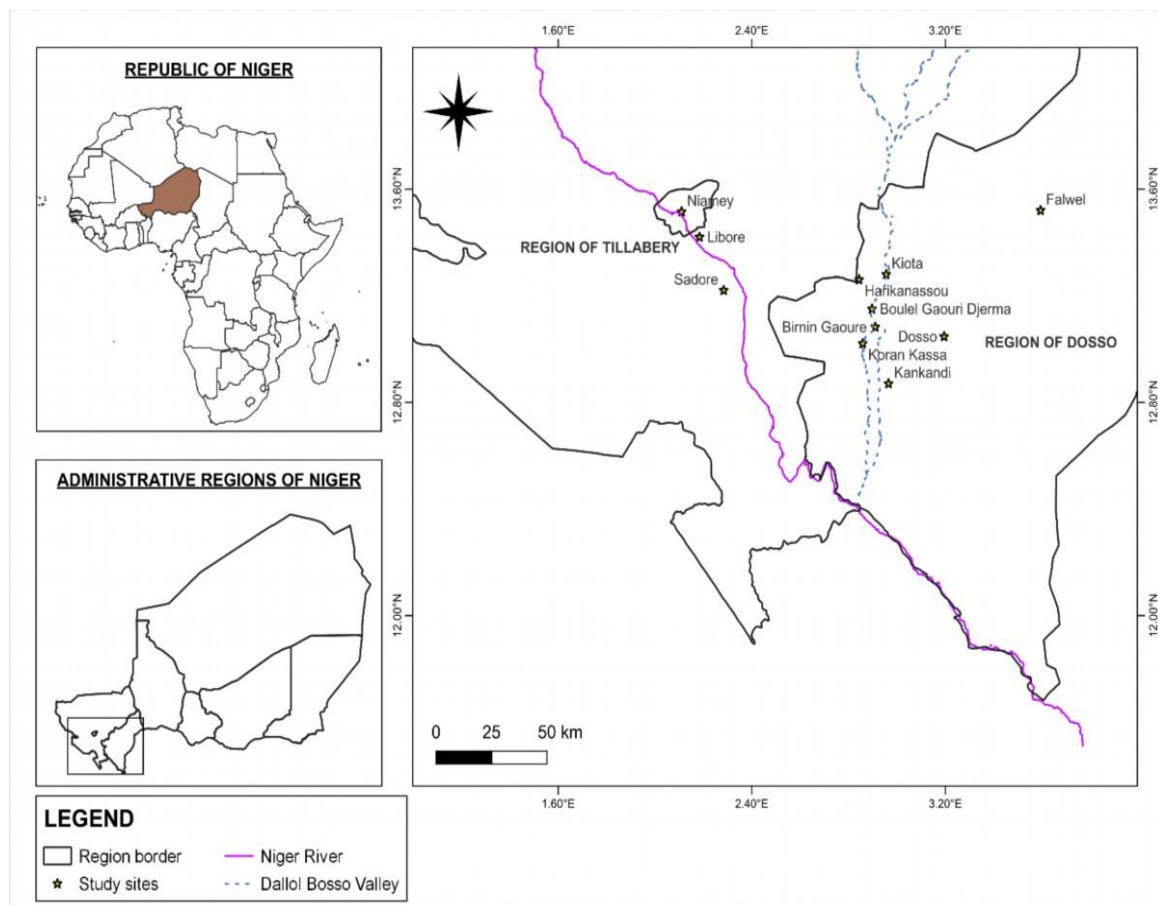 REPUBLIC OF NIGER
ADMINISTRATIVE REGIONS OF NIGER
1.60°E 2.40°E 3.20°E
13.60°N
12.80°N
12.00°N
Niamey
Libore
REGION OF TILLABERY
Sadore
Falwel
Kiota
Harikanassou
Boulel Gaouri Djerma
Birnin Gaoure
Dosso
REGION OF DOSSO
Koran Kassa
Kankandi
0 25 50 km
13.60°N
12.80°N
12.00°N
1.60°E 2.40°E 3.20°E
LEGEND
Region border
Niger River
Study sites
Dallol Bosso Valley